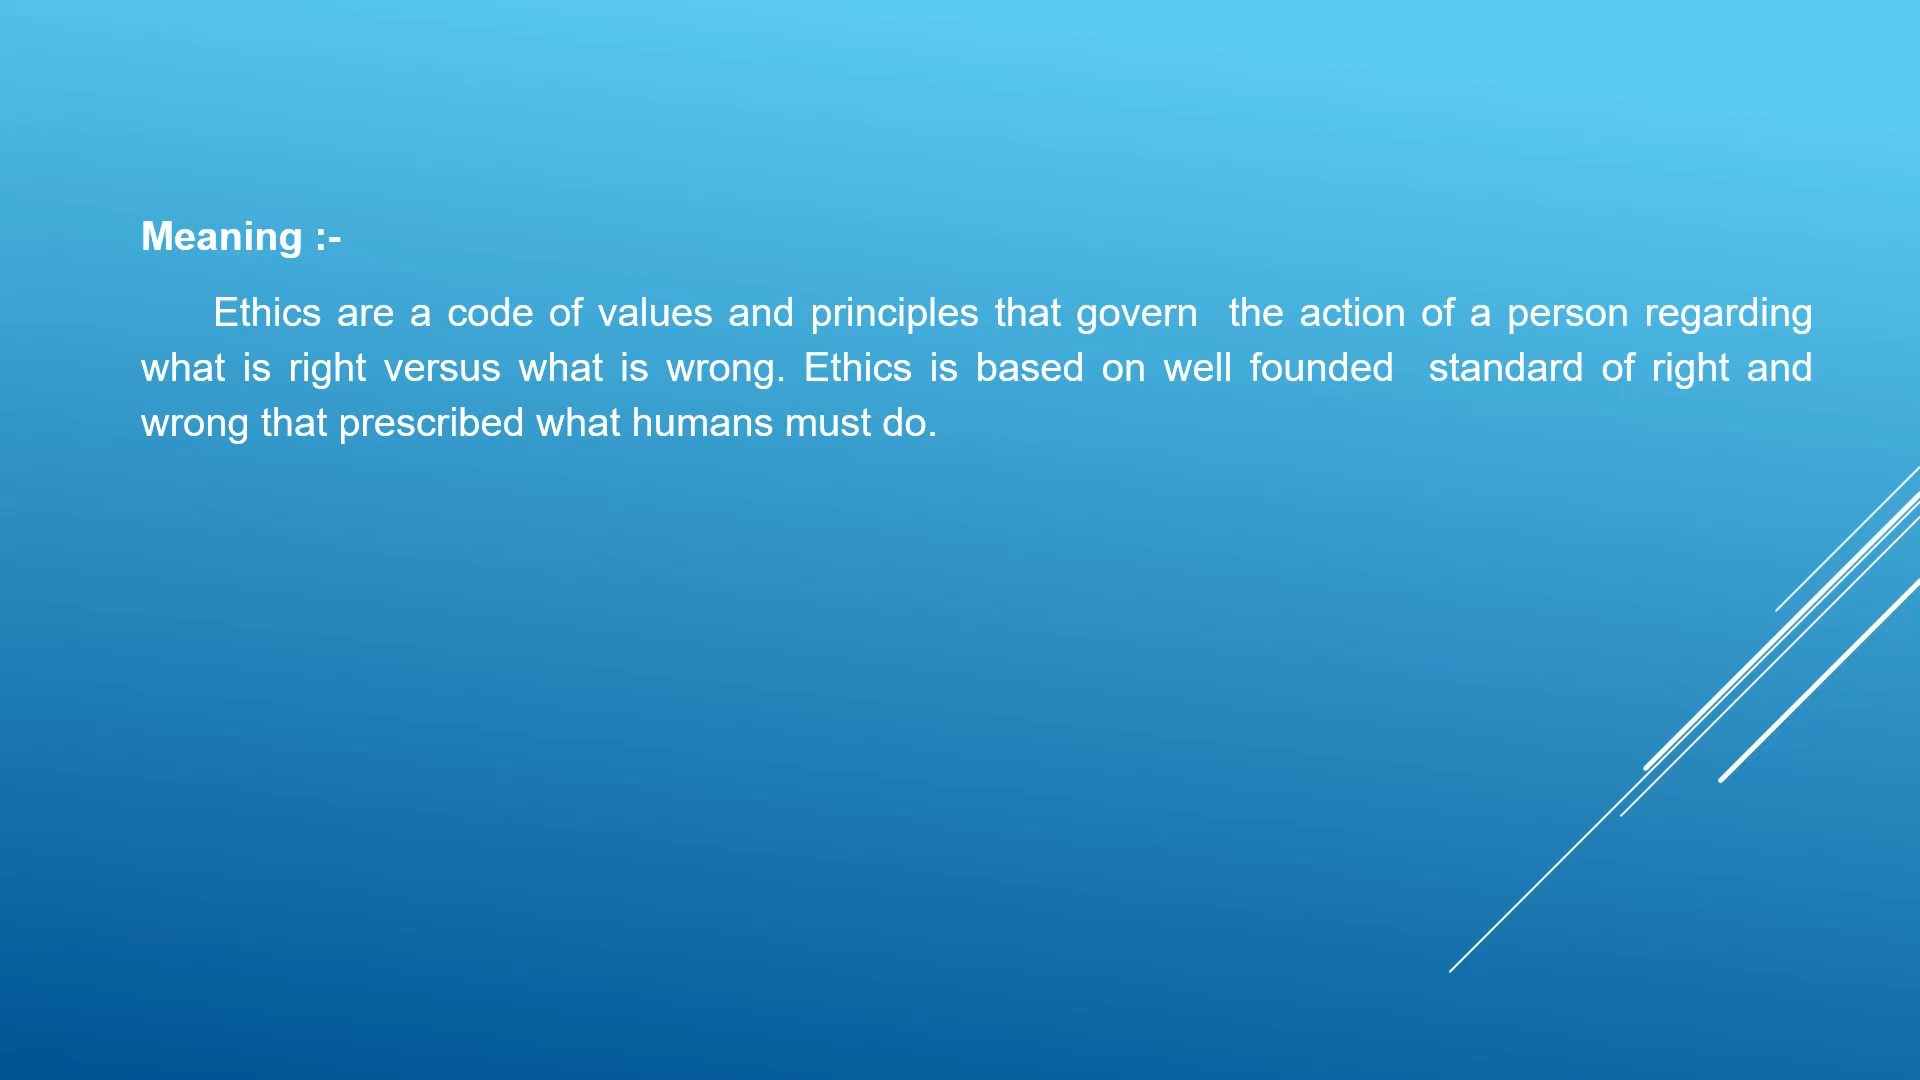 Meaning :-
Ethics are a code of values and principles that govern  the action of a person regarding
what is right versus what is wrong. Ethics is based on well founded  standard of right and
wrong that prescribed what humans must do.